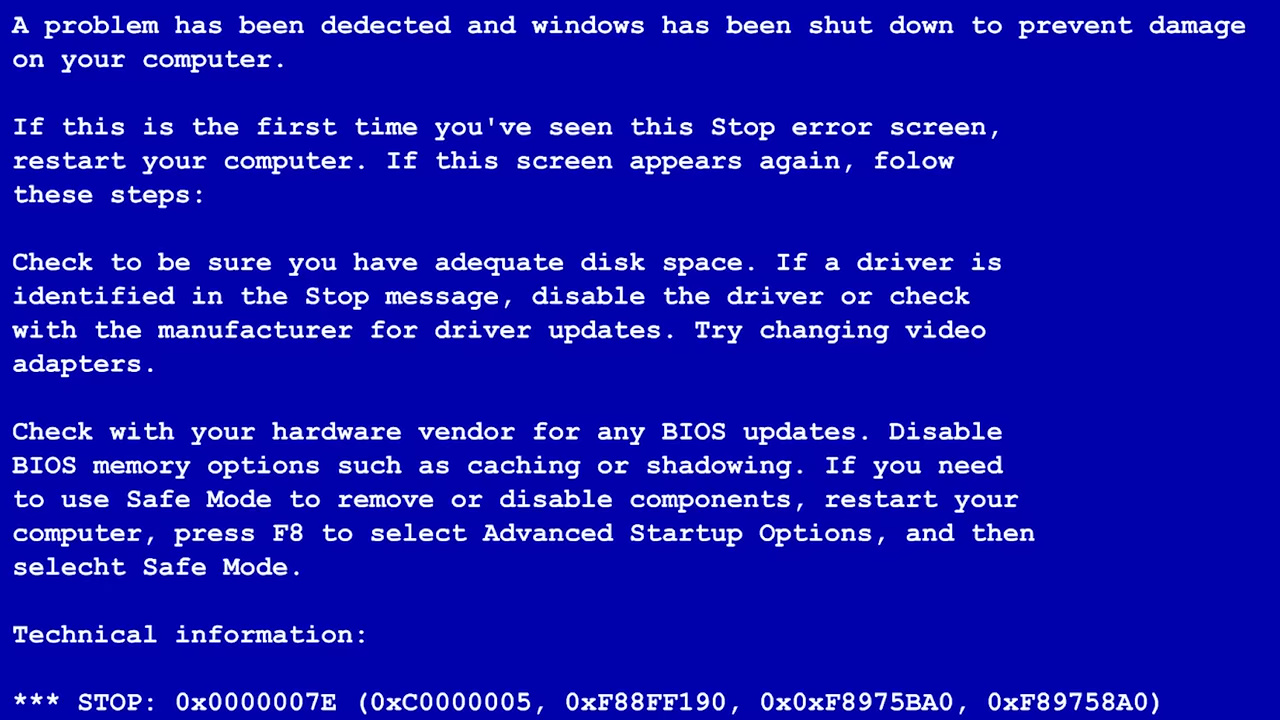 A problem has been dedected and windows has been shut down to prevent damage
on your computer.
If this is the first time you've seen this Stop error screen,
restart your computer. If this screen appears again, folow
these steps:
Check to be sure you have adequate disk space. If a driver is
identified in the Stop message, disable the driver or check
with the manufacturer for driver updates. Try changing video
adapters.
Check with your hardware vendor for any BIOS updates. Disable
BIOS memory options such as caching or shadowing. If you need
to use Safe Mode to remove or disable components, restart your
computer, press F8 to select Advanced Startup Options, and then
selecht Safe Mode.
Technical information:
*** STOP: 0x0000007E (0xC0000005, 0xF88FF190, 0x0xF8975BA0, 0xF89758A0)